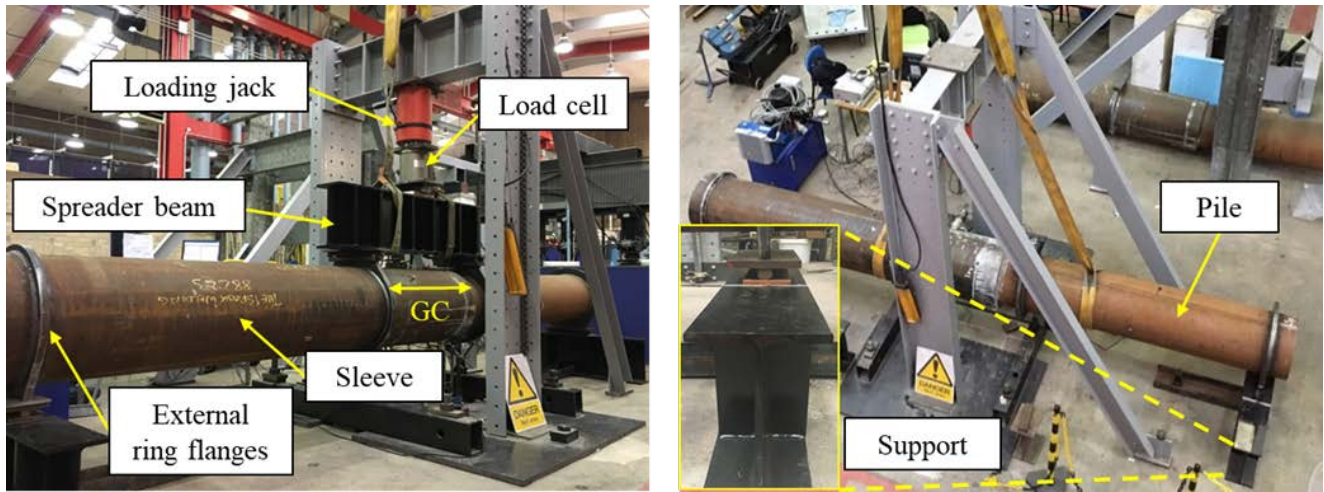 Loading jack
Load cell
Spreader beam
GC
Sleeve
External
ring flanges
DANGER
Pile
Support
DANGER